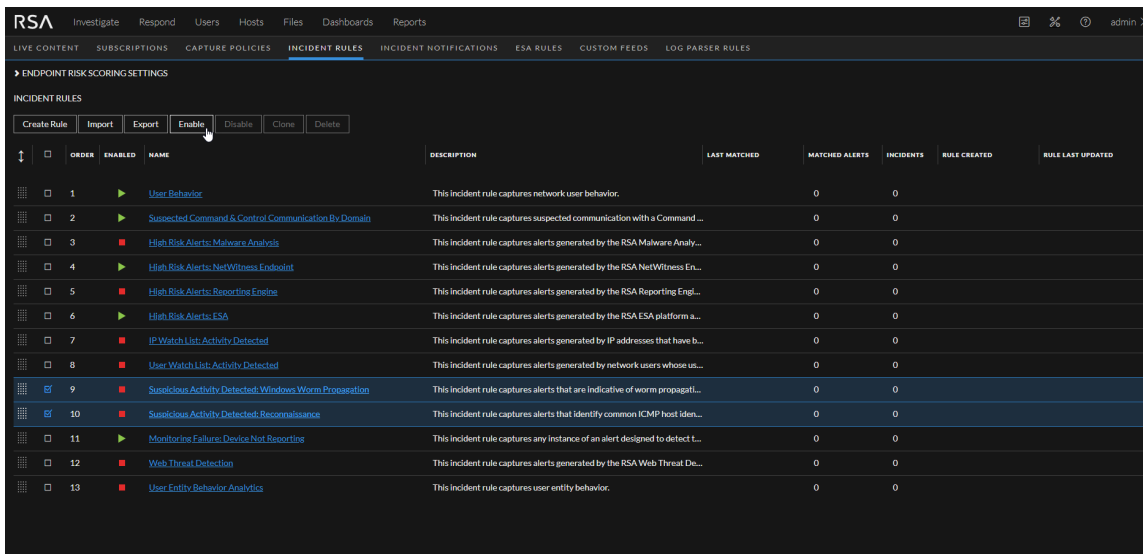 RSA Investigate Respond Users Hosts Files Dashboards Reports admin
LIVE CONTENT SUBSCRIPTIONS CAPTURE POLICIES INCIDENT RULES INCIDENT NOTIFICATIONS ESA RULES CUSTOM FEEDS LOG PARSER RULES
ENDPOINT RISK SCORING SETTINGS
INCIDENT RULES
Create Rule Import Export Enable Disable Clone Delete
ORDER ENABLED NAME DESCRIPTION LAST MATCHED MATCHED ALERTS INCIDENTS RULE CREATED RULE LAST UPDATED
1 User Behavior This incident rule captures network user behavior. 0 0
2 Suspected Command & Control Communication By Domain This incident rule captures suspected communication with a Command ... 0 0
3 High Risk Alerts: Malware Analysis This incident rule captures alerts generated by the RSA Malware Analy... 0 0
4 High Risk Alerts: NetWitness Endpoint This incident rule captures alerts generated by the RSA NetWitness En... 0 0
5 High Risk Alerts: Reporting Engine This incident rule captures alerts generated by the RSA Reporting Engi... 0 0
6 High Risk Alerts: ESA This incident rule captures alerts generated by the RSA ESA platform a... 0 0
7 IP Watch List: Activity Detected This incident rule captures alerts generated by IP addresses that have b... 0 0
8 User Watch List: Activity Detected This incident rule captures alerts generated by network users whose us... 0 0
9 Suspicious Activity Detected: Windows Worm Propagation This incident rule captures alerts that are indicative of worm propagati... 0 0
10 Suspicious Activity Detected: Reconnaissance This incident rule captures alerts that identify common ICMP host iden... 0 0
11 Monitoring Failure: Device Not Reporting This incident rule captures any instance of an alert designed to detect t... 0 0
12 Web Threat Detection This incident rule captures alerts generated by the RSA Web Threat De... 0 0
13 User Entity Behavior Analytics This incident rule captures user entity behavior. 0 0